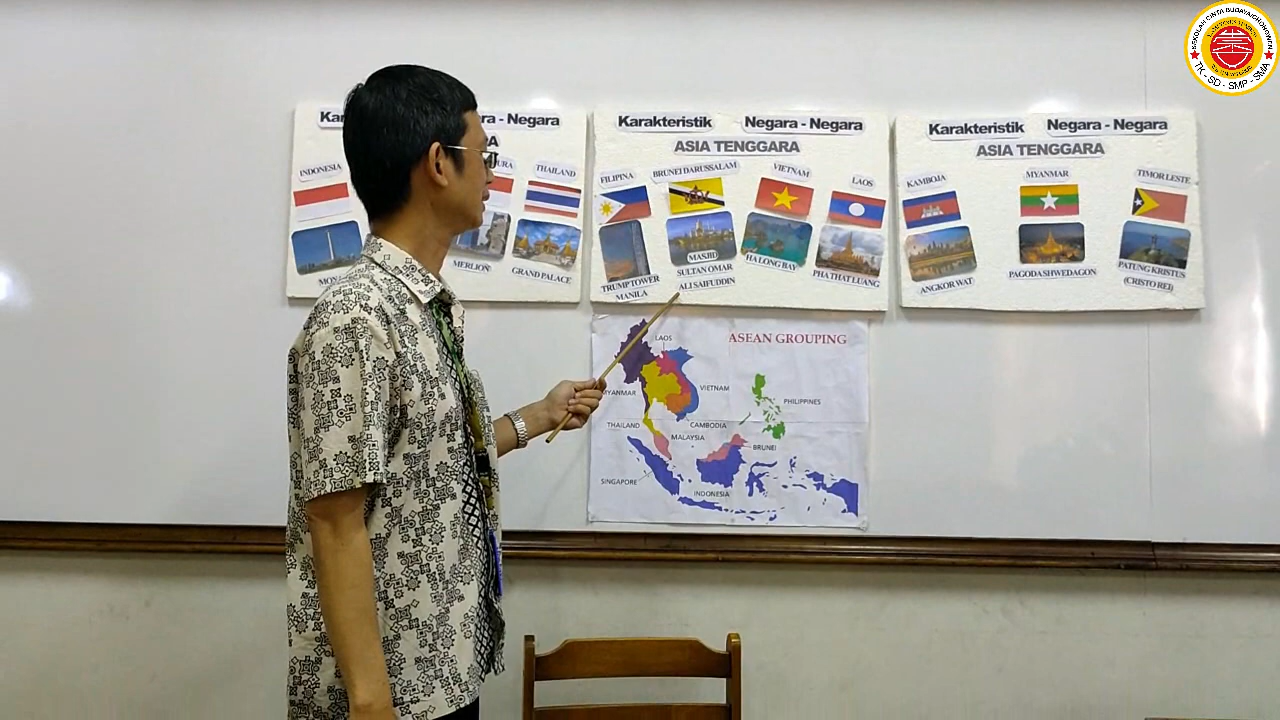 Karakteristik Negara - Negara
ASIA TENGGARA
FILIPINA
BRUNEI DARUSSALAM
VIETNAM
LAOS
TRUMP TOWER
MANILA
MASJID
SULTAN OMAR
ALI SAIFUDDIN
HALONG BAY
PHA THAT LUANG
Karakteristik Negara - Negara
ASIA TENGGARA
KAMBOJA
MYANMAR
TIMOR LESTE
ANGKOR WAT
PAGODA SHWEDAGON
PATUNG KRISTUS
(CRISTO REI)
- Negara
INDONESIA
THAILAND
MERLION
GRAND PALACE
ASEAN GROUPING
LAOS
MYANMAR
VIETNAM
PHILIPPINES
THAILAND
CAMBODIA
MALAYSIA
BRUNEI
SINGAPORE
INDONESIA
TK - SD - SMP - SMA